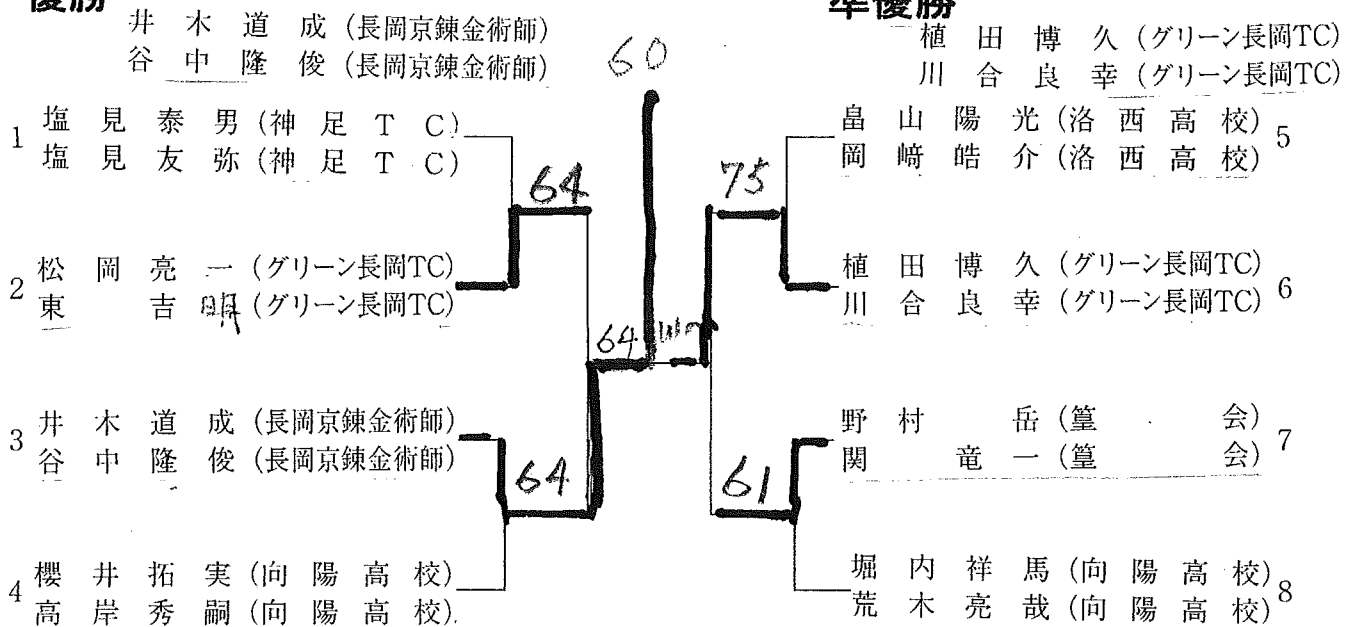 優勝
井木道成(長岡京錬金術師)
谷中隆俊(長岡京錬金術師)
準優勝
植田博久(グリーン長岡TC)
川合良幸(グリーン長岡TC)
60
1 塩見泰男(神足TC)
塩見友弥(神足TC)
64
2 松岡亮一(グリーン長岡TC)
東吉明(グリーン長岡TC)
64
3 井木道成(長岡京錬金術師)
谷中隆俊(長岡京錬金術師)
64
4 櫻井拓実(向陽高校)
高岸秀嗣(向陽高校)
畠山陽光(洛西高校) 5
岡﨑皓介(洛西高校)
75
植田博久(グリーン長岡TC) 6
川合良幸(グリーン長岡TC)
野村岳(篁会) 7
関竜一(篁会)
61
堀内祥馬(向陽高校) 8
荒木亮哉(向陽高校)